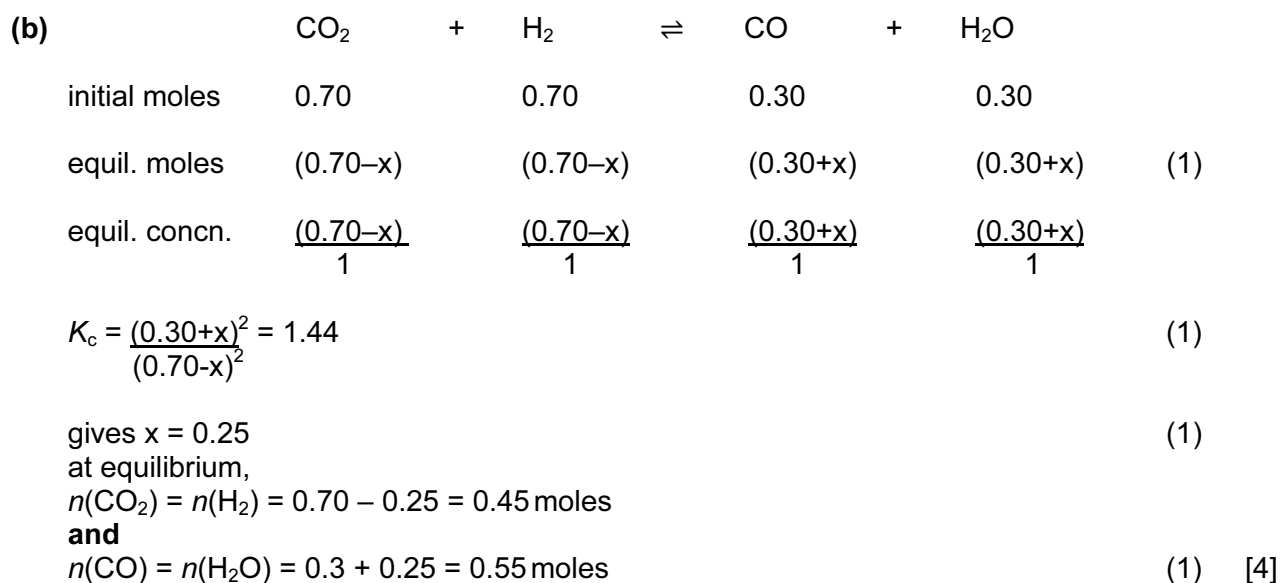 (b) CO₂ + H₂ ⇌ CO + H₂O
initial moles 0.70 0.70 0.30 0.30
equil. moles (0.70–x) (0.70–x) (0.30+x) (0.30+x) (1)
equil. concn. (0.70–x) (0.70–x) (0.30+x) (0.30+x)
1 1 1 1
Kc = (0.30+x)² = 1.44 (1)
(0.70-x)²
gives x = 0.25 (1)
at equilibrium,
n(CO₂) = n(H₂) = 0.70 – 0.25 = 0.45 moles
and
n(CO) = n(H₂O) = 0.3 + 0.25 = 0.55 moles (1) [4]